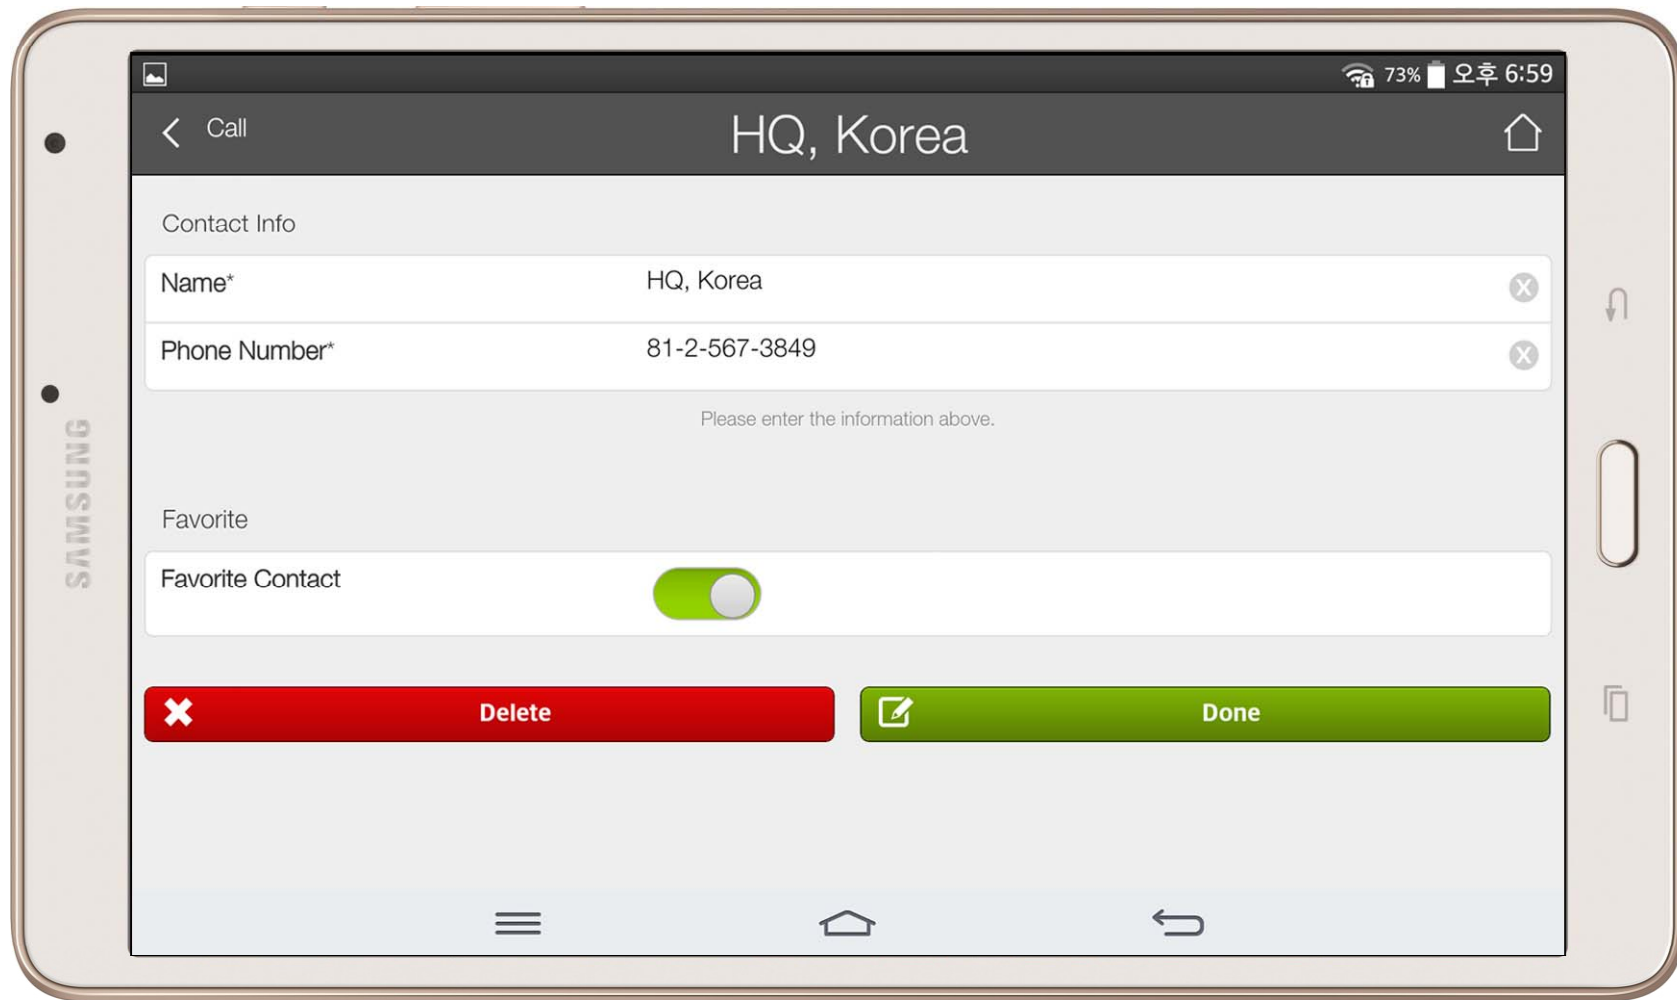 73% 오후 6:59
Call
HQ, Korea
Contact Info
Name* HQ, Korea
Phone Number* 81-2-567-3849
Please enter the information above.
Favorite
Favorite Contact
Delete
Done
SAMSUNG